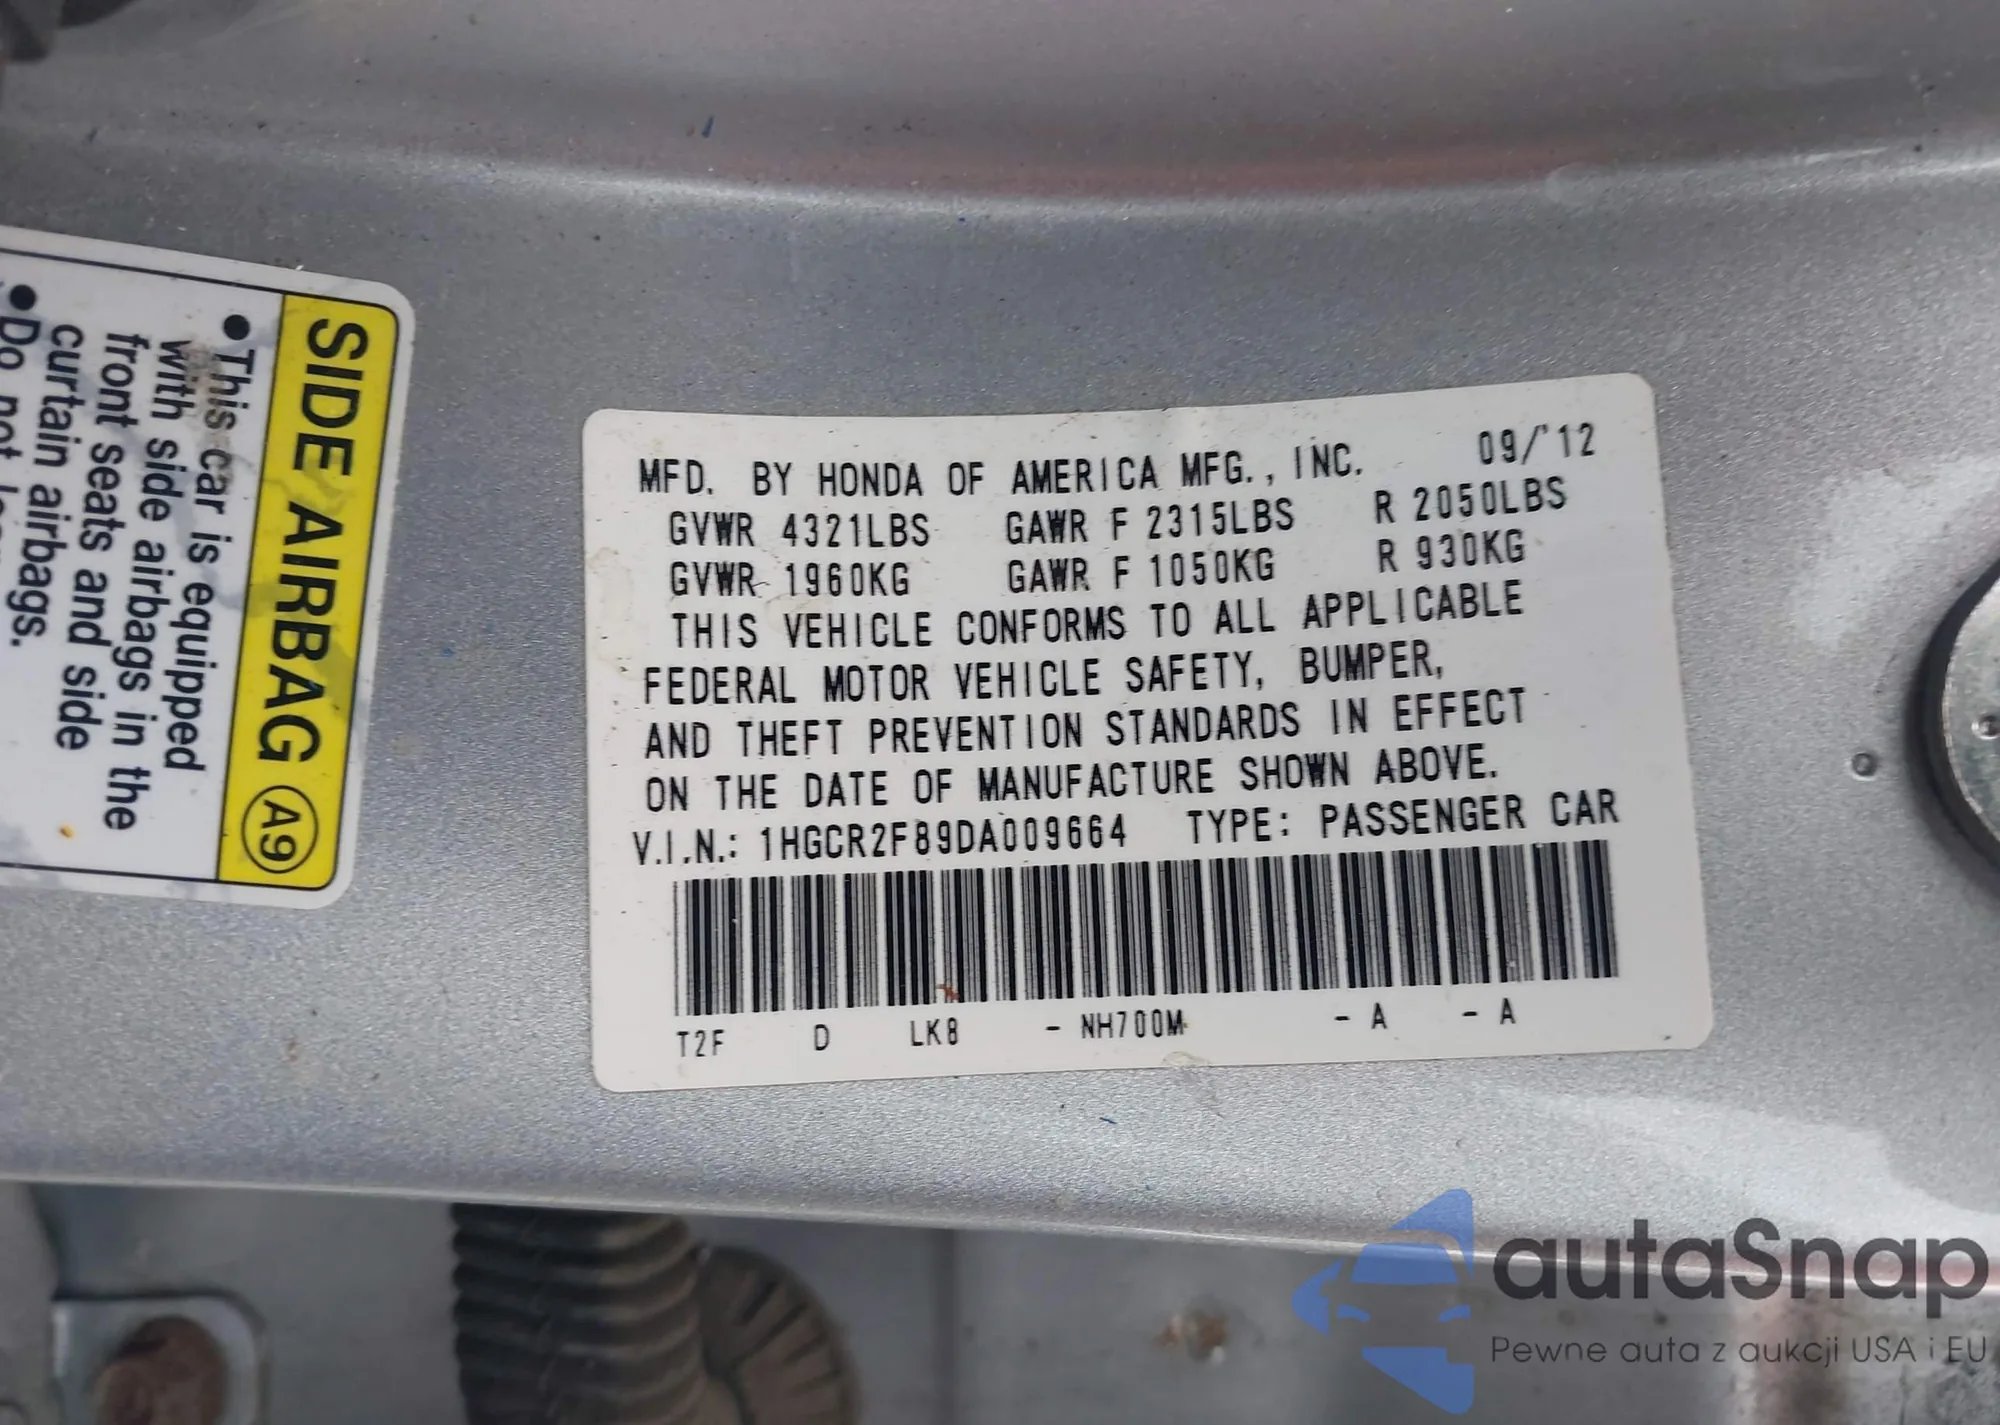 SIDE AIRBAG A9
● This car is equipped
with side airbags in the
front seats and side
curtain airbags.
● Do not
MFD. BY HONDA OF AMERICA MFG., INC. 09/'12
GVWR 4321LBS GAWR F 2315LBS R 2050LBS
GVWR 1960KG GAWR F 1050KG R 930KG
THIS VEHICLE CONFORMS TO ALL APPLICABLE
FEDERAL MOTOR VEHICLE SAFETY, BUMPER,
AND THEFT PREVENTION STANDARDS IN EFFECT
ON THE DATE OF MANUFACTURE SHOWN ABOVE.
V.I.N.: 1HGCR2F89DA009664 TYPE: PASSENGER CAR
T2F D LK8 - NH700M - A - A
autaSnap
Pewne auta z aukcji USA i EU